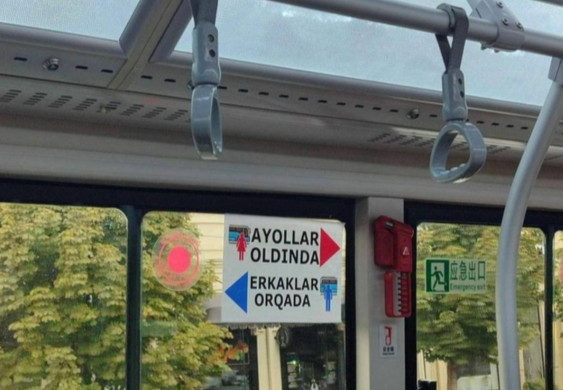 AYOLLAR
OLDINDA
ERKAKLAR
ORQADA
应急出口
Emergency exit